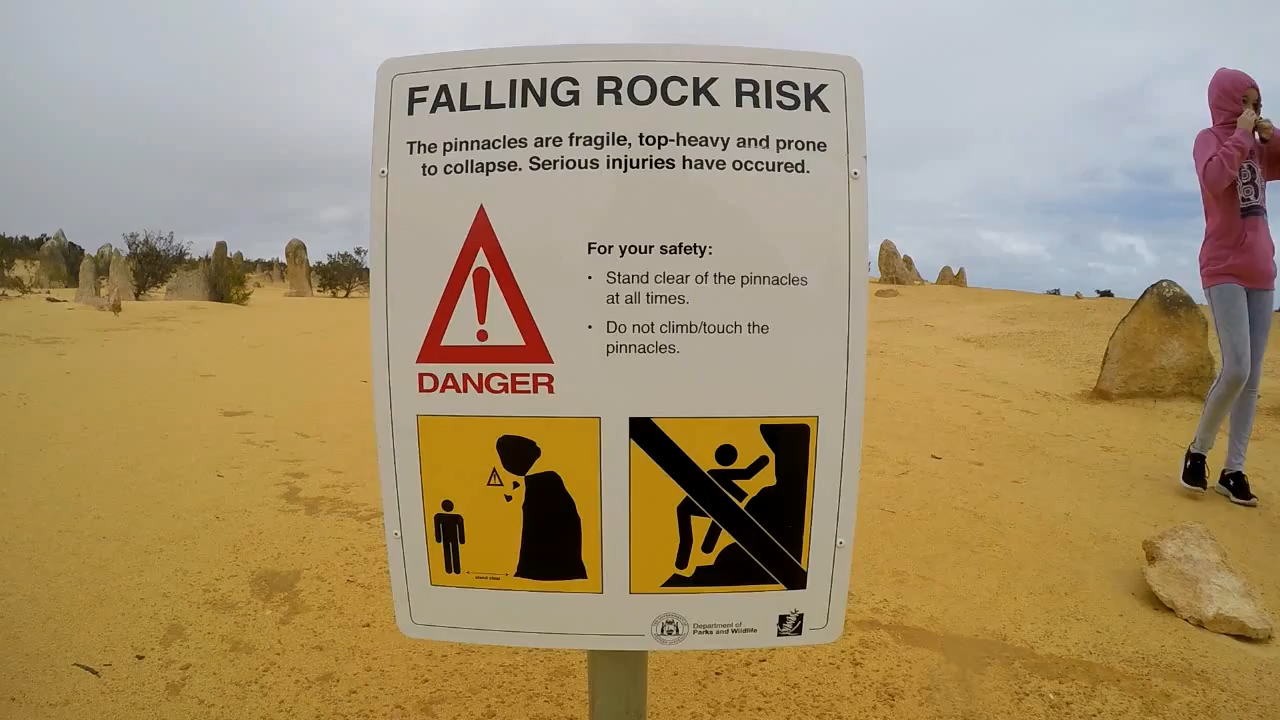 FALLING ROCK RISK
The pinnacles are fragile, top-heavy and prone
to collapse. Serious injuries have occured.
For your safety:
• Stand clear of the pinnacles
at all times.
• Do not climb/touch the
pinnacles.
DANGER
stand clear
Department of
Parks and Wildlife
B